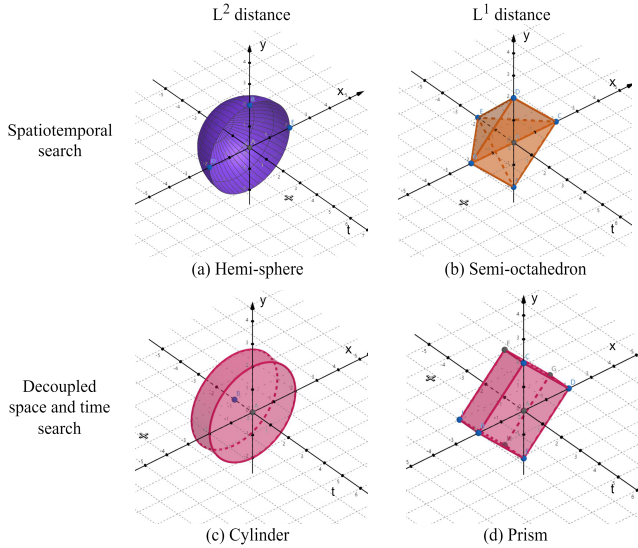 L² distance
L¹ distance
Spatiotemporal
search
y
x
t
y
x
t
(a) Hemi-sphere
(b) Semi-octahedron
Decoupled
space and time
search
y
x
t
y
x
t
(c) Cylinder
(d) Prism